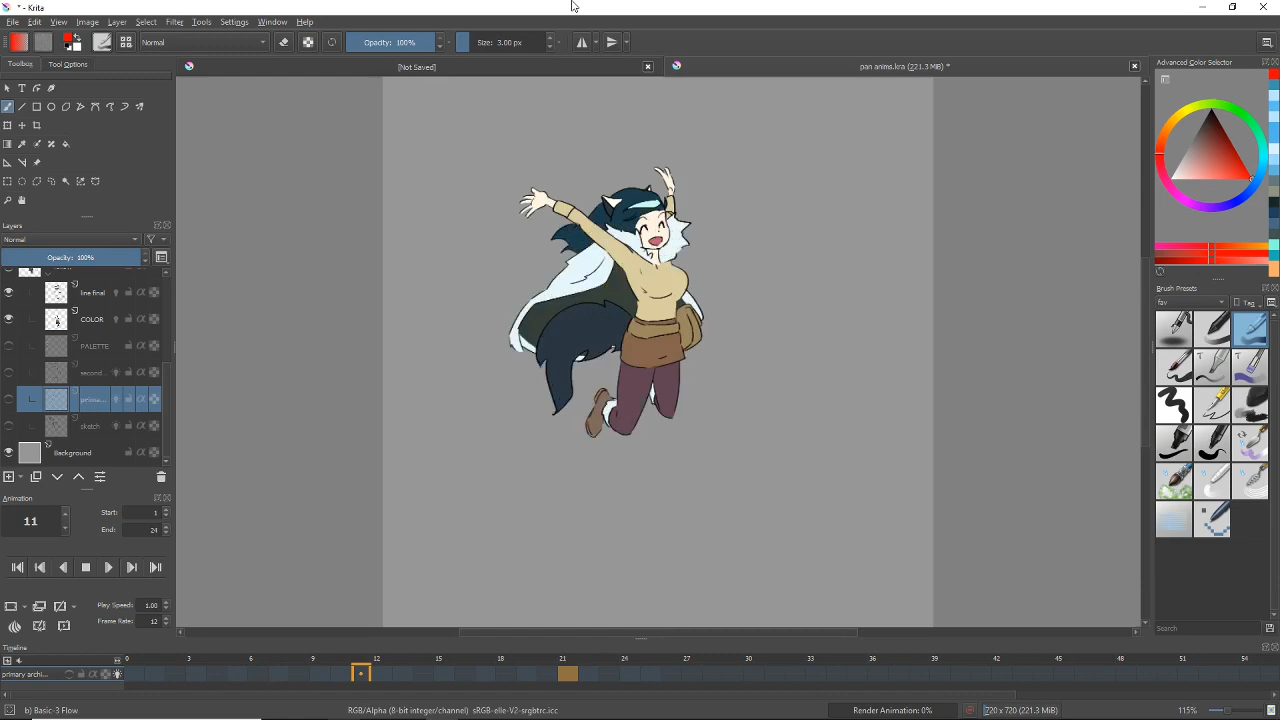 * - Krita
File Edit View Image Layer Select Filter Tools Settings Window Help
Normal Opacity: 100% Size: 3.00 px
Toolbox Tool Options
[Not Saved]
pan anims.kra (221.3 MiB) *
Advanced Color Selector
Layers
Normal
Opacity: 100%
line final
COLOR
PALETTE
second...
prima...
sketch
Background
Animation
11
Start: 1
End: 24
Play Speed: 1.00
Frame Rate: 12
Brush Presets
fav
Tag
Search
Timeline
0 3 6 9 12 15 18 21 24 27 30 33 36 39 42 45 48 51 54
primary archi...
b) Basic-3 Flow
RGB/Alpha (8-bit integer/channel) sRGB-elle-V2-srgbtrc.icc
Render Animation: 0%
720 x 720 (221.3 MiB)
115%